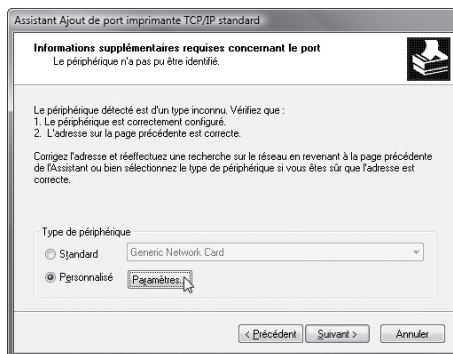 Assistant Ajout de port imprimante TCP/IP standard
Informations supplémentaires requises concernant le port
Le périphérique n'a pas pu être identifié.
Le périphérique détecté est d'un type inconnu. Vérifiez que :
1. Le périphérique est correctement configuré.
2. L'adresse sur la page précédente est correcte.
Corrigez l'adresse et réeffectuez une recherche sur le réseau en revenant à la page précédente
de l'Assistant ou bien sélectionnez le type de périphérique si vous êtes sûr que l'adresse est
correcte.
Type de périphérique
Standard
Generic Network Card
Personnalisé
Paramètres...
< Précédent
Suivant >
Annuler